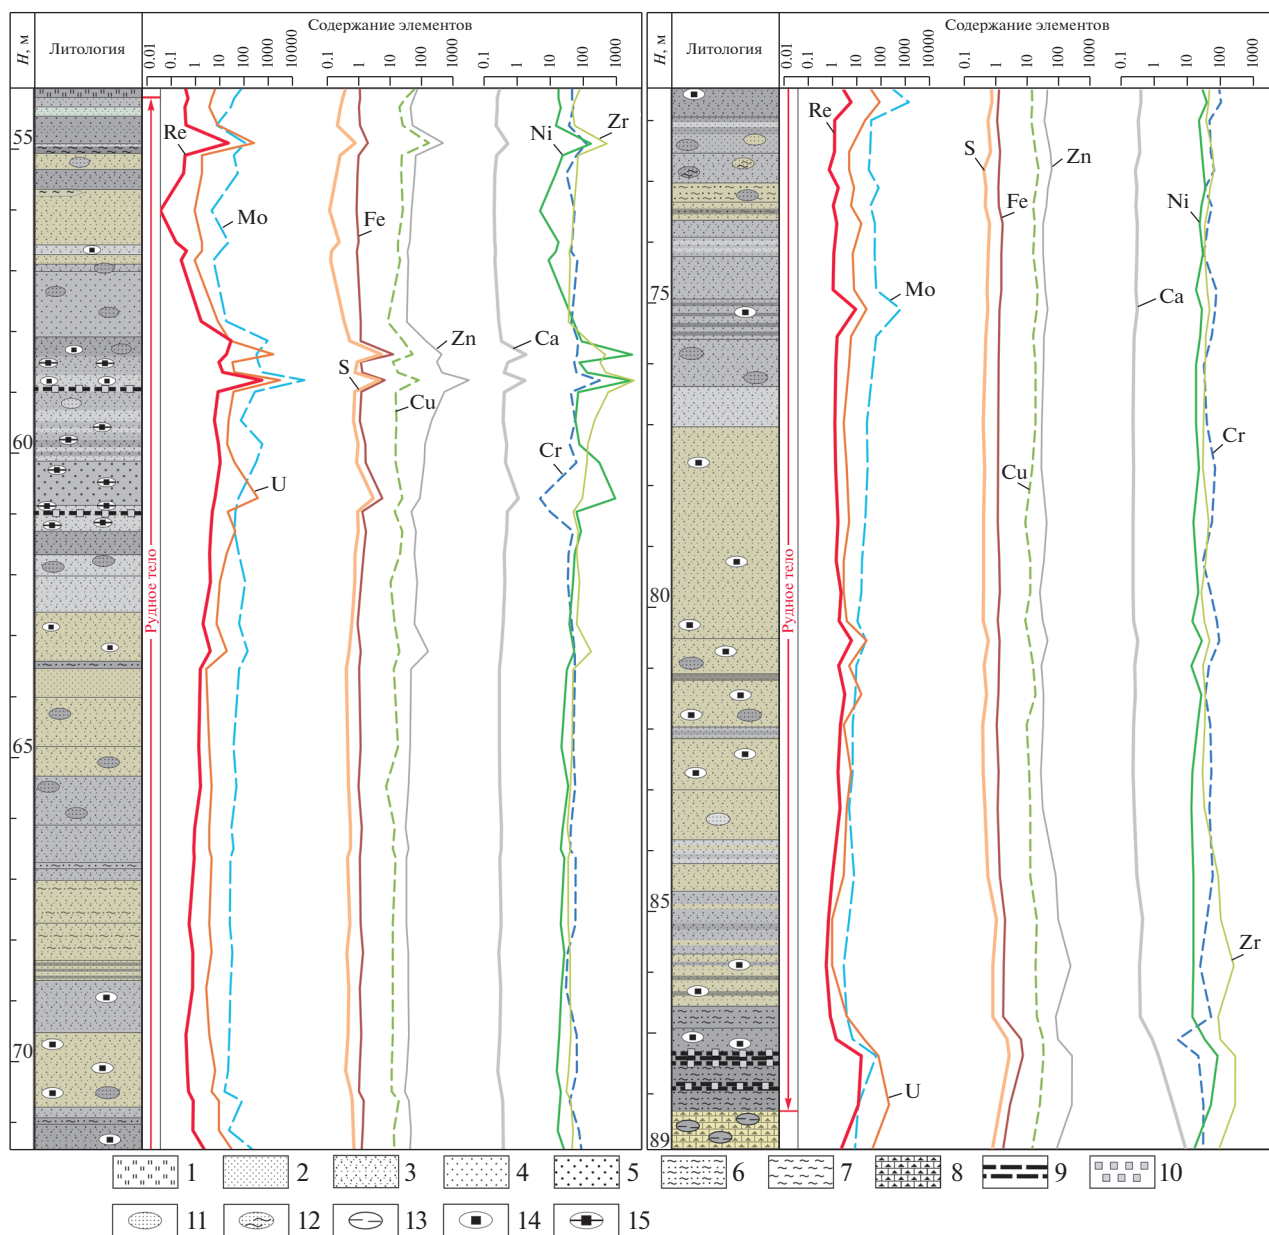 Содержание элементов
H, м
Литология
0.01
0.1
1
10
100
1000
10000
0.1
1
10
100
1000
0.1
1
10
100
1000
Re
Mo
Fe
S
Zn
Cu
Ca
Ni
Zr
Cr
U
55
60
65
70
Рудное тело
Содержание элементов
H, м
Литология
0.01
0.1
1
10
100
1000
10000
0.1
1
10
100
1000
0.1
1
10
100
1000
Re
S
Zn
Fe
Ni
Mo
Ca
Cr
Cu
Zr
U
75
80
85
89
Рудное тело
1 2 3 4 5 6 7 8 9 10
11 12 13 14 15